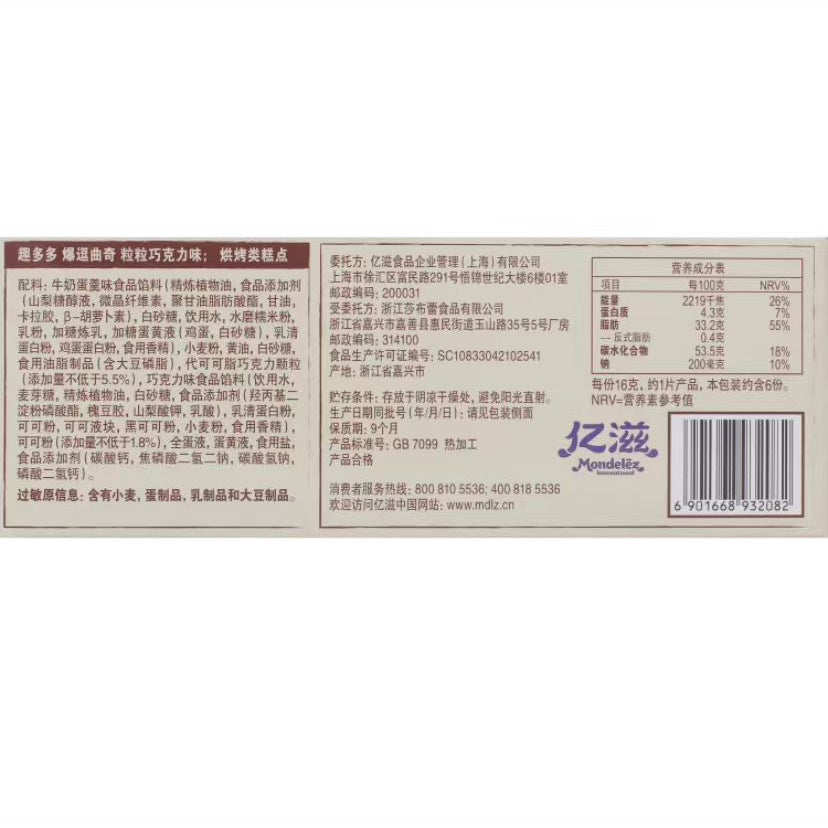 趣多多 爆逗曲奇 粒粒巧克力味； 烘烤类糕点
配料：牛奶蛋羹味食品馅料(精炼植物油，食品添加剂
(山梨糖醇液，微晶纤维素，聚甘油脂肪酸酯，甘油，
卡拉胶，β-胡萝卜素)，白砂糖，饮用水，水磨糯米粉，
乳粉，加糖炼乳，加糖蛋黄液(鸡蛋，白砂糖)，乳清
蛋白粉，鸡蛋蛋白粉，食用香精)，小麦粉，黄油，白砂糖，
食用油脂制品(含大豆磷脂)，代可可脂巧克力颗粒
(添加量不低于5.5%)，巧克力味食品馅料(饮用水，
麦芽糖，精炼植物油，白砂糖，食品添加剂(羟丙基二
淀粉磷酸酯，槐豆胶，山梨酸钾，乳酸)，乳清蛋白粉，
可可粉，可可液块，黑可可粉，小麦粉，食用香精)，
可可粉(添加量不低于1.8%)，全蛋液，蛋黄液，食用盐，
食品添加剂(碳酸钙，焦磷酸二氢二钠，碳酸氢钠，
磷酸二氢钙)。
过敏原信息：含有小麦，蛋制品，乳制品和大豆制品。
委托方：亿滋食品企业管理(上海)有限公司
上海市徐汇区富民路291号悟锦世纪大楼6楼01室
邮政编码：200031
受委托方：浙江莎布蕾食品有限公司
浙江省嘉兴市嘉善县惠民街道玉山路35号5号厂房
邮政编码：314100
食品生产许可证编号：SC10833042102541
产地：浙江省嘉兴市
贮存条件：存放于阴凉干燥处，避免阳光直射。
生产日期同批号(年/月/日)：请见包装侧面
保质期：9个月
产品标准号：GB 7099 热加工
产品合格
消费者服务热线：800 810 5536; 400 818 5536
欢迎访问亿滋中国网站：www.mdlz.cn
营养成分表
项目 每100克 NRV%
能量 2219千焦 26%
蛋白质 4.3克 7%
脂肪 33.2克 55%
--反式脂肪 0.4克
碳水化合物 53.5克 18%
钠 200毫克 10%
每份16克，约1片产品，本包装约含6份。
NRV=营养素参考值
亿滋
Mondelēz
International
6 901668 932082